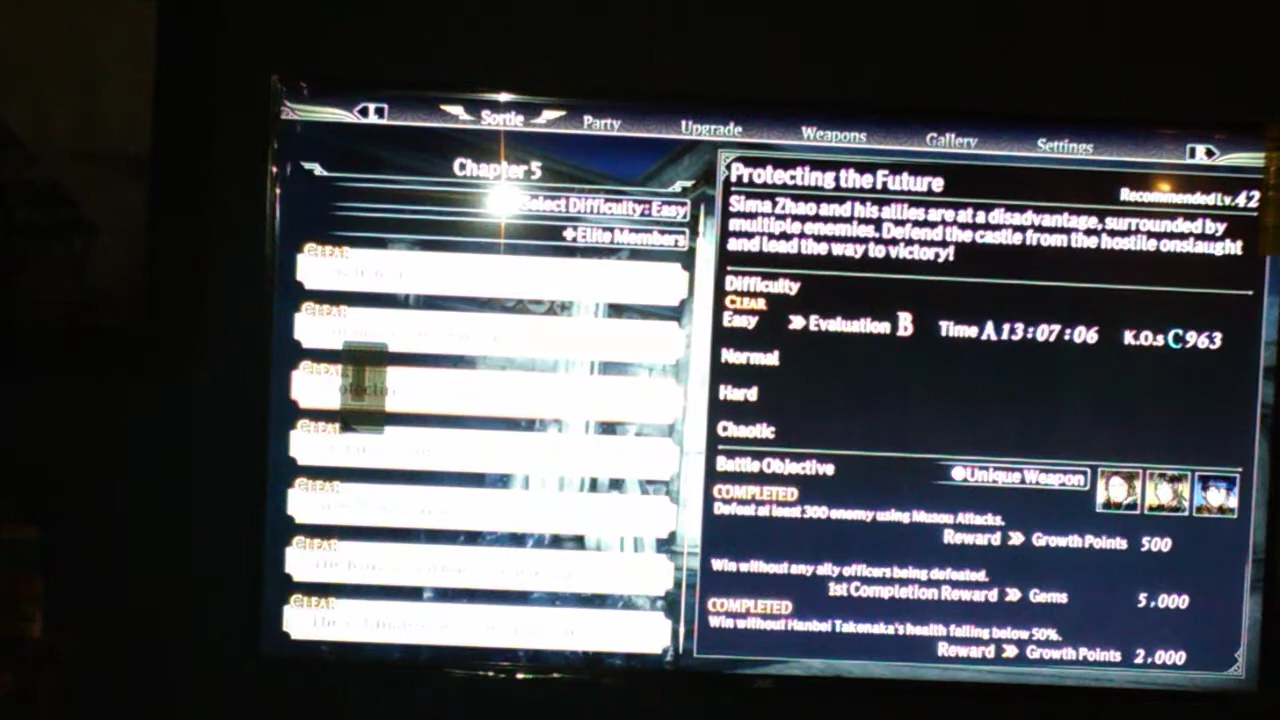 L
Sortie
Party
Upgrade
Weapons
Gallery
Settings
R
Chapter 5
Select Difficulty: Easy
+Elite Members
CLEAR
CLEAR
CLEAR
CLEAR
CLEAR
CLEAR
CLEAR
Protecting the Future
Recommended Lv. 42
Sima Zhao and his allies are at a disadvantage, surrounded by
multiple enemies. Defend the castle from the hostile onslaught
and lead the way to victory!
Difficulty
CLEAR
Easy Evaluation B Time A 13:07:06 K.O.s C 963
Normal
Hard
Chaotic
Battle Objective
Unique Weapon
COMPLETED
Defeat at least 300 enemy using Musou Attacks.
Reward Growth Points 500
Win without any ally officers being defeated.
1st Completion Reward Gems 5,000
COMPLETED
Win without Hanbei Takenaka's health falling below 50%.
Reward Growth Points 2,000